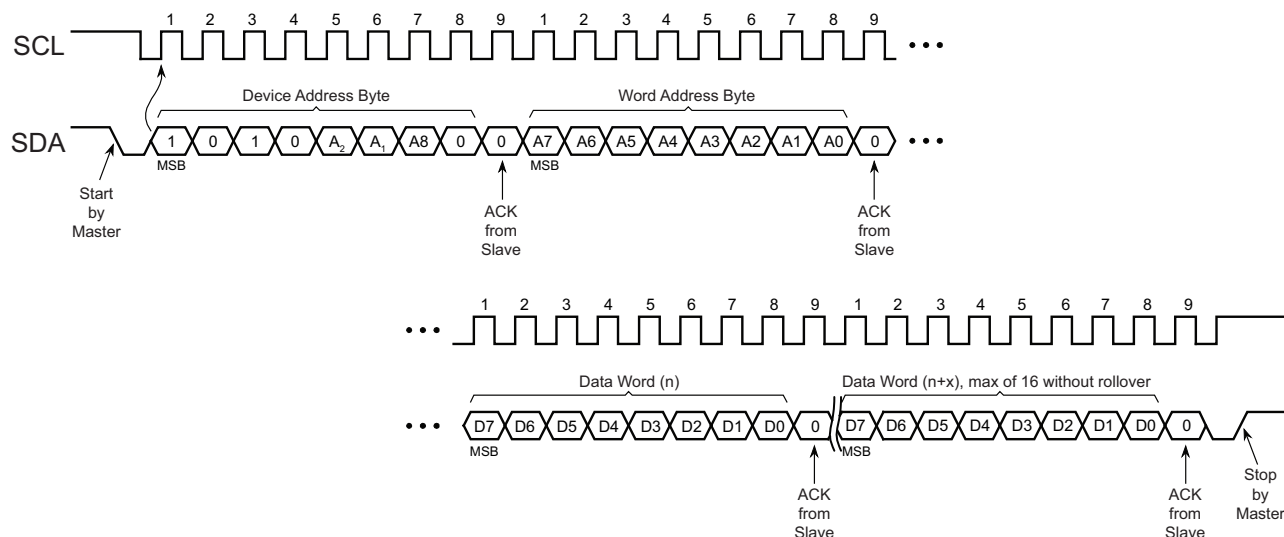 1 2 3 4 5 6 7 8 9 1 2 3 4 5 6 7 8 9
SCL •••
Device Address Byte Word Address Byte
SDA 1 0 1 0 A₂ A₁ A8 0 0 A7 A6 A5 A4 A3 A2 A1 A0 0 •••
MSB MSB
Start
by
Master
ACK
from
Slave
ACK
from
Slave
1 2 3 4 5 6 7 8 9 1 2 3 4 5 6 7 8 9
•••
Data Word (n) Data Word (n+x), max of 16 without rollover
••• D7 D6 D5 D4 D3 D2 D1 D0 0 D7 D6 D5 D4 D3 D2 D1 D0 0
MSB MSB
ACK
from
Slave
ACK
from
Slave
Stop
by
Master